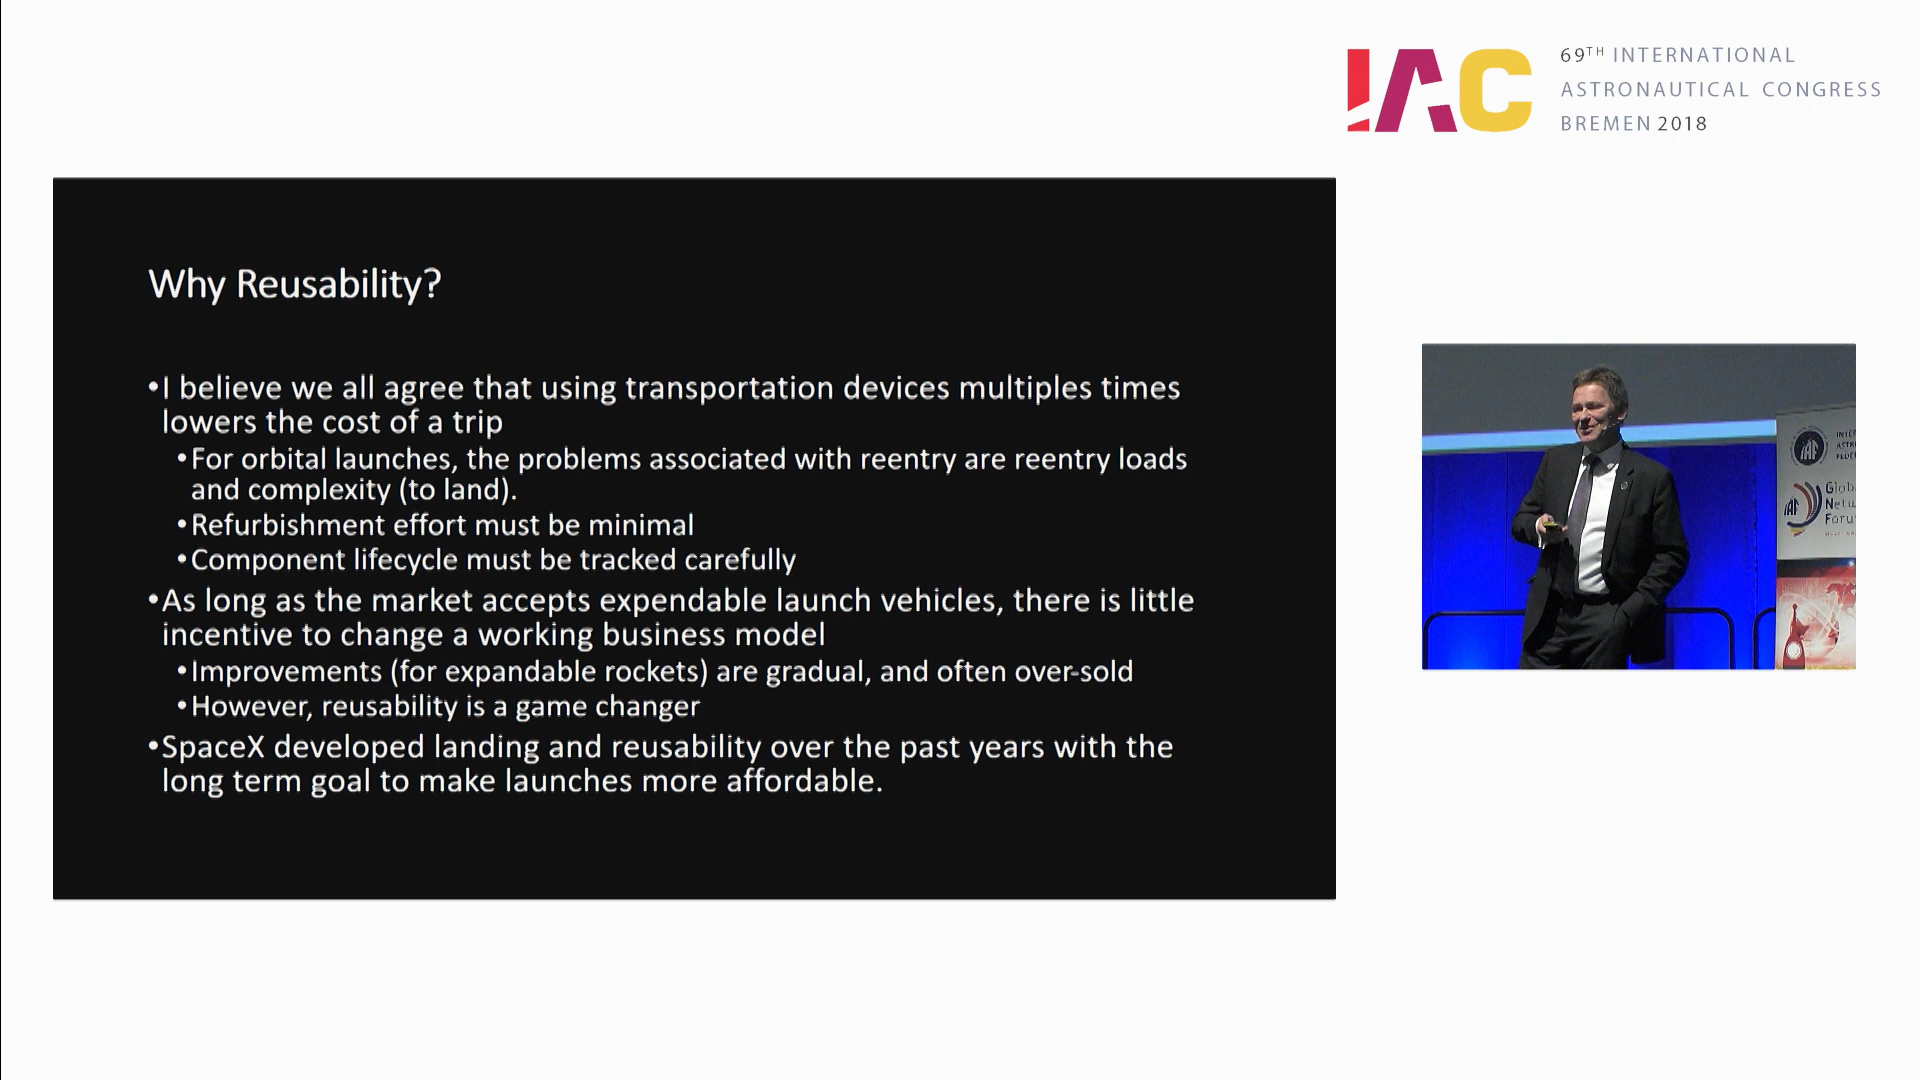 IAC
69TH INTERNATIONAL
ASTRONAUTICAL CONGRESS
BREMEN 2018
Why Reusability?
•I believe we all agree that using transportation devices multiples times
lowers the cost of a trip
•For orbital launches, the problems associated with reentry are reentry loads
and complexity (to land).
•Refurbishment effort must be minimal
•Component lifecycle must be tracked carefully
•As long as the market accepts expendable launch vehicles, there is little
incentive to change a working business model
•Improvements (for expandable rockets) are gradual, and often over-sold
•However, reusability is a game changer
•SpaceX developed landing and reusability over the past years with the
long term goal to make launches more affordable.
IAF
IAF